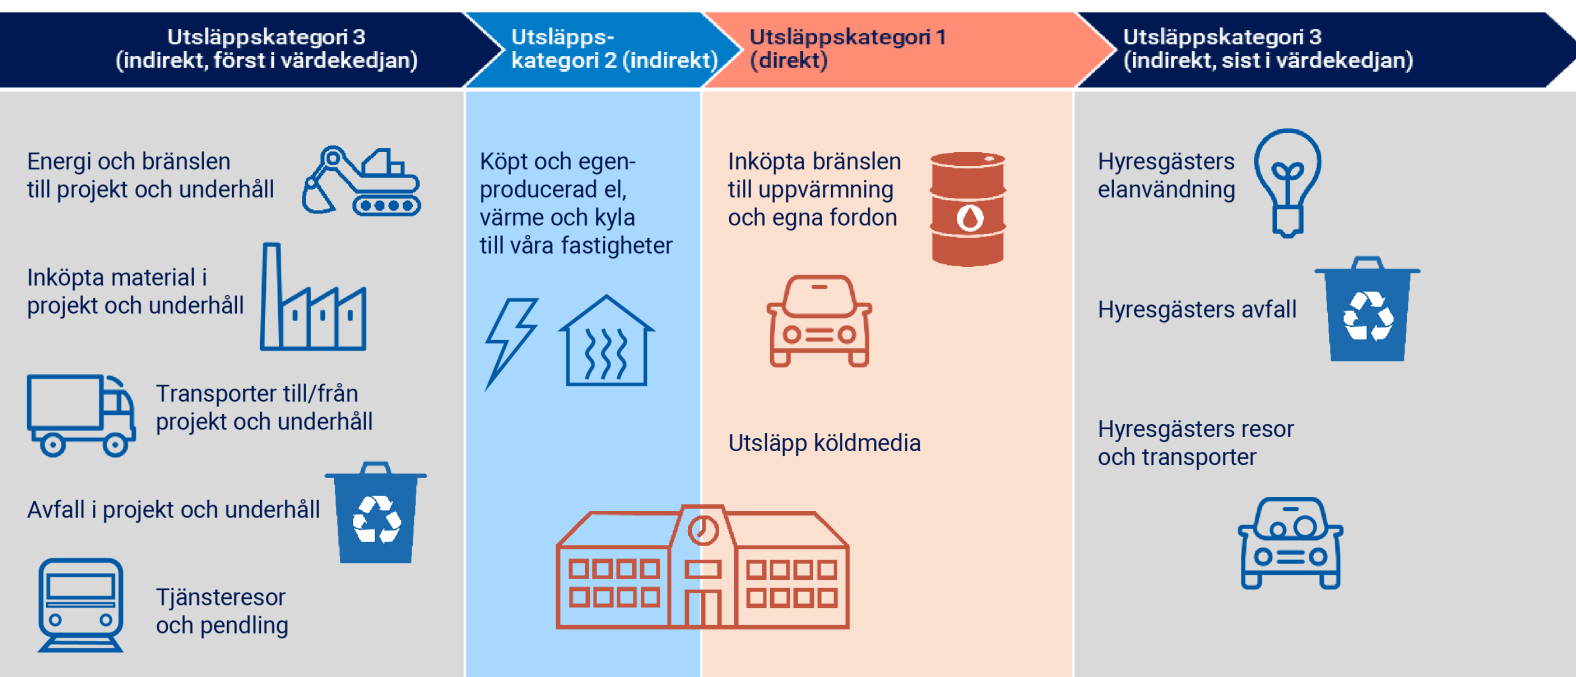 Utsläppskategori 3
(indirekt, först i värdekedjan)
Utsläpps-
kategori 2 (indirekt)
Utsläppskategori 1
(direkt)
Utsläppskategori 3
(indirekt, sist i värdekedjan)
Energi och bränslen
till projekt och underhåll
Inköpta material i
projekt och underhåll
Transporter till/från
projekt och underhåll
Avfall i projekt och underhåll
Tjänsteresor
och pendling
Köpt och egen-
producerad el,
värme och kyla
till våra fastigheter
Inköpta bränslen
till uppvärmning
och egna fordon
Utsläpp köldmedia
Hyresgästers
elanvändning
Hyresgästers avfall
Hyresgästers resor
och transporter